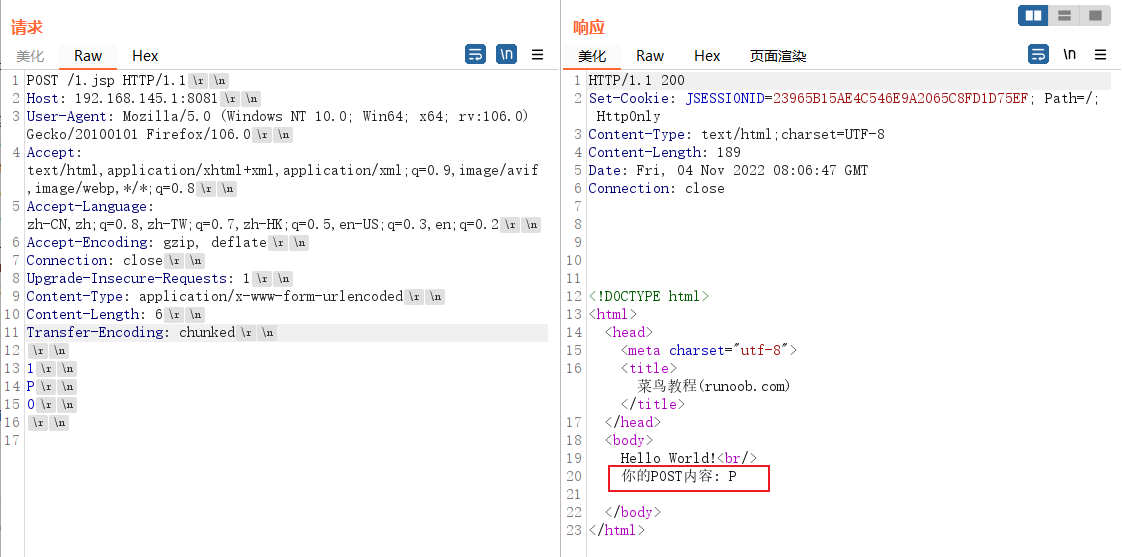 请求
美化 Raw Hex \n
1 POST /1.jsp HTTP/1.1 \r \n
2 Host: 192.168.145.1:8081 \r \n
3 User-Agent: Mozilla/5.0 (Windows NT 10.0; Win64; x64; rv:106.0)
Gecko/20100101 Firefox/106.0 \r \n
4 Accept:
text/html,application/xhtml+xml,application/xml;q=0.9,image/avif
,image/webp,*/*;q=0.8 \r \n
5 Accept-Language:
zh-CN,zh;q=0.8,zh-TW;q=0.7,zh-HK;q=0.5,en-US;q=0.3,en;q=0.2 \r \n
6 Accept-Encoding: gzip, deflate \r \n
7 Connection: close \r \n
8 Upgrade-Insecure-Requests: 1 \r \n
9 Content-Type: application/x-www-form-urlencoded \r \n
10 Content-Length: 6 \r \n
11 Transfer-Encoding: chunked \r \n
12 \r \n
13 1 \r \n
14 P \r \n
15 0 \r \n
16 \r \n
17
响应
美化 Raw Hex 页面渲染 \n
1 HTTP/1.1 200
2 Set-Cookie: JSESSIONID=23965B15AE4C546E9A2065C8FD1D75EF; Path=/;
HttpOnly
3 Content-Type: text/html;charset=UTF-8
4 Content-Length: 189
5 Date: Fri, 04 Nov 2022 08:06:47 GMT
6 Connection: close
7
8
9
10
11
12 <!DOCTYPE html>
13 <html>
14 <head>
15 <meta charset="utf-8">
16 <title>
菜鸟教程(runoob.com)
</title>
17 </head>
18 <body>
19 Hello World!<br/>
20 你的POST内容: P
21
22 </body>
23 </html>